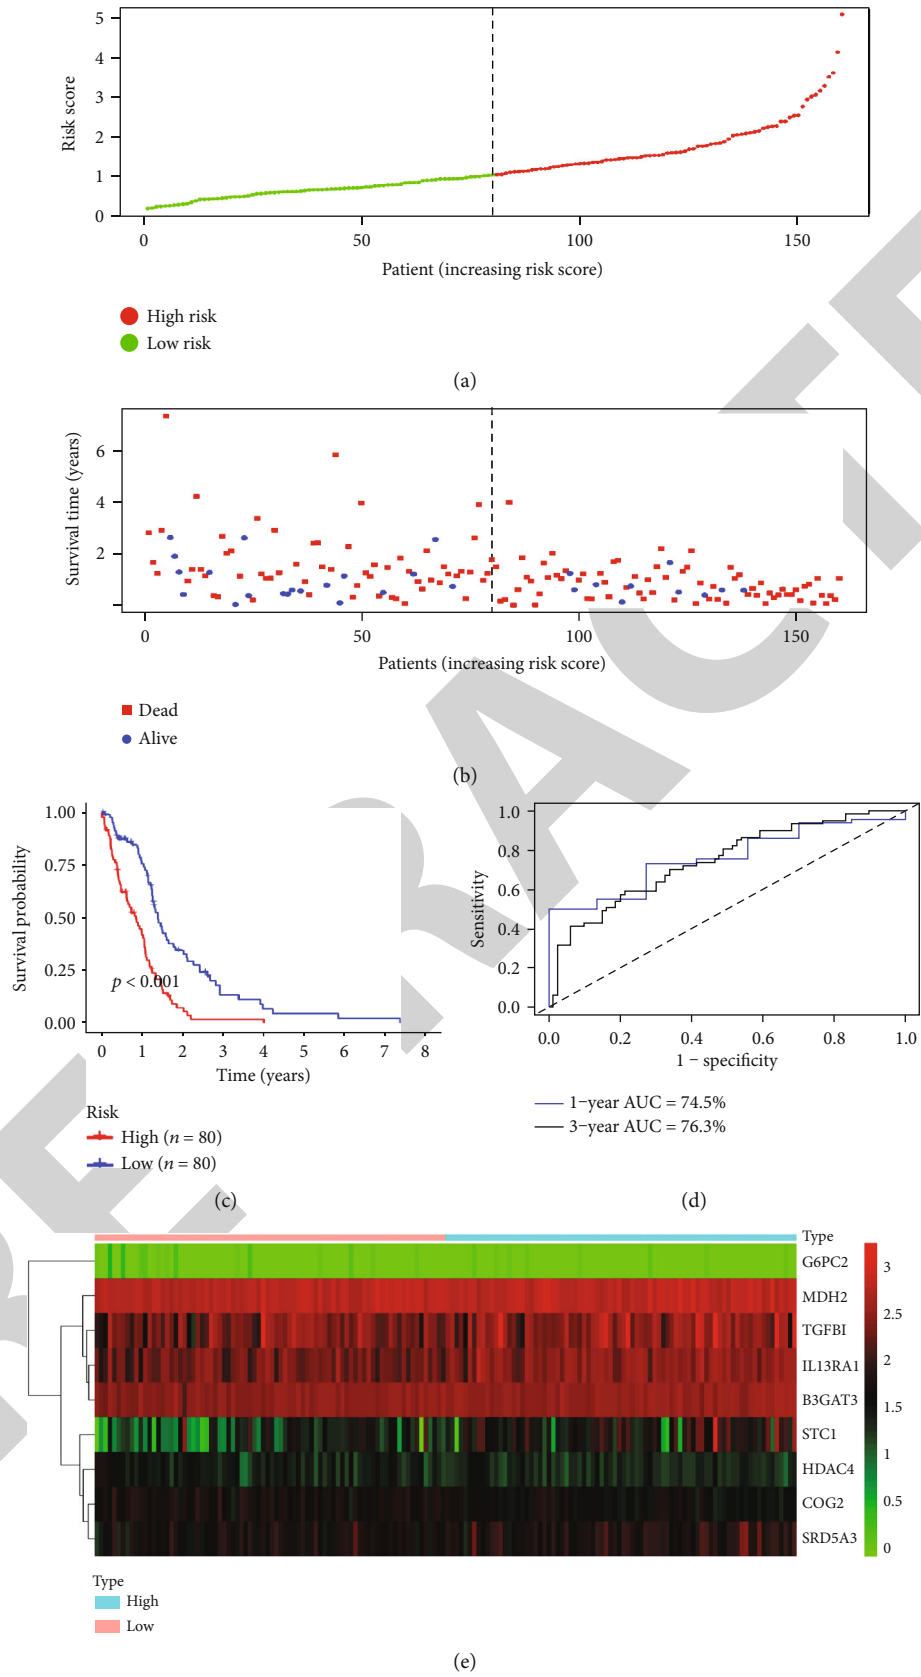 5
4
3
2
1
0
Risk score
0 50 100 150
Patient (increasing risk score)
High risk
Low risk
(a)
6
4
2
Survival time (years)
0 50 100 150
Patients (increasing risk score)
Dead
Alive
(b)
1.00
0.75
0.50
0.25
0.00
Survival probability
p < 0.001
0 1 2 3 4 5 6 7 8
Time (years)
Risk
High (n = 80)
Low (n = 80)
(c)
1.0
0.8
0.6
0.4
0.2
0.0
Sensitivity
0.0 0.2 0.4 0.6 0.8 1.0
1 − specificity
1−year AUC = 74.5%
3−year AUC = 76.3%
(d)
Type
G6PC2
MDH2
TGFBI
IL13RA1
B3GAT3
STC1
HDAC4
COG2
SRD5A3
3
2.5
2
1.5
1
0.5
0
Type
High
Low
(e)